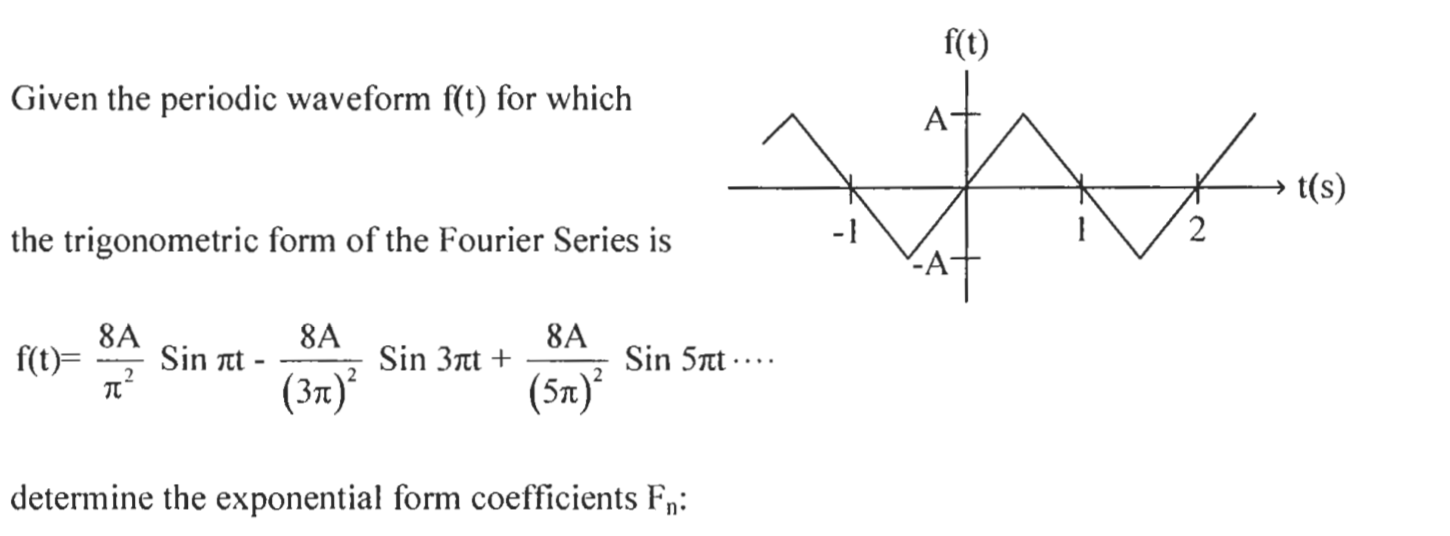 f(t)
Given the periodic waveform f(t) for which
A
t(s)
-1
1
2
-A
the trigonometric form of the Fourier Series is
f(t)= 8A/π² Sin πt - 8A/(3π)² Sin 3πt + 8A/(5π)² Sin 5πt ····
determine the exponential form coefficients Fₙ: